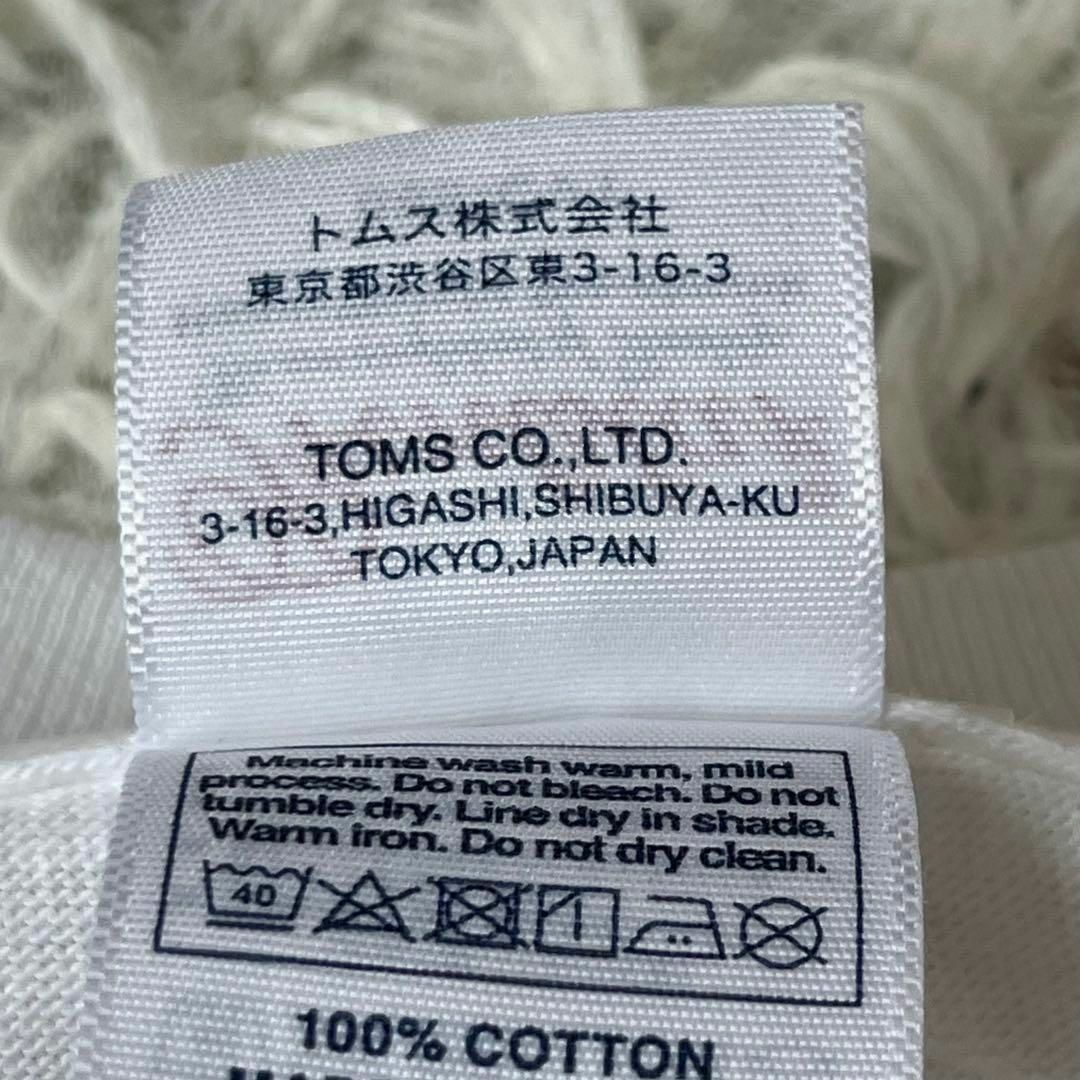 トムス株式会社
東京都渋谷区東3-16-3
TOMS CO.,LTD.
3-16-3,HIGASHI,SHIBUYA-KU
TOKYO,JAPAN
Machine wash warm, mild
process. Do not bleach. Do not
tumble dry. Line dry in shade.
Warm iron. Do not dry clean.
40
100% COTTON